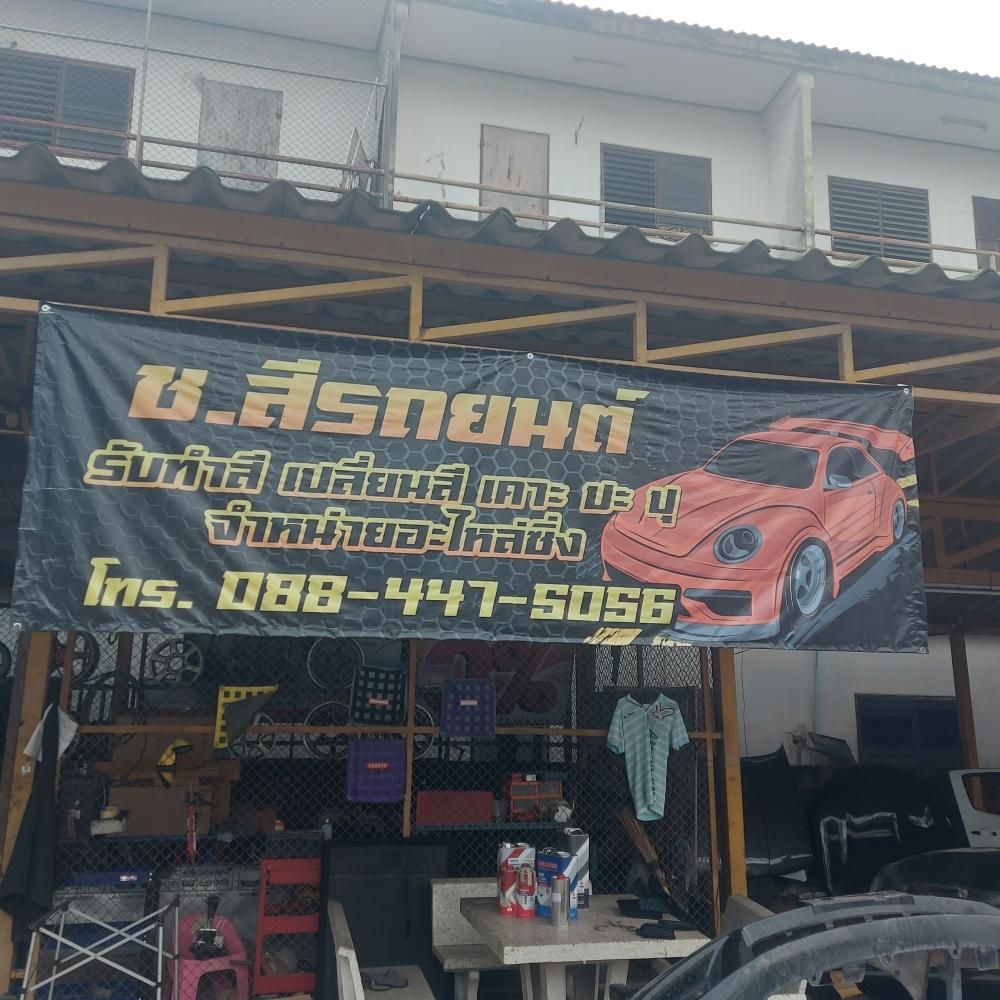 ช.สีรถยนต์
รับทำสี เปลี่ยนสี เคาะ ปะ ผุ
จำหน่ายอะไหล่ซิ่ง
โทร. 088-447-5056
TAKATA